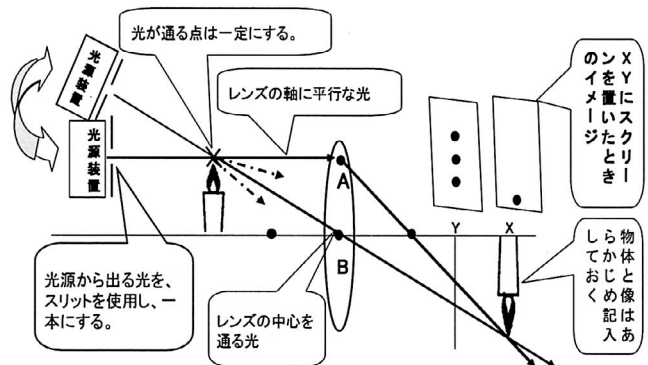 光が通る点は一定にする。
光源装置
光源装置
レンズの軸に平行な光
A
B
Y
X
XYにスクリー
ンを置いたとき
のイメージ
物体と像はあ
らかじめ記入
しておく
光源から出る光を、
スリットを使用し、一
本にする。
レンズの中心を
通る光